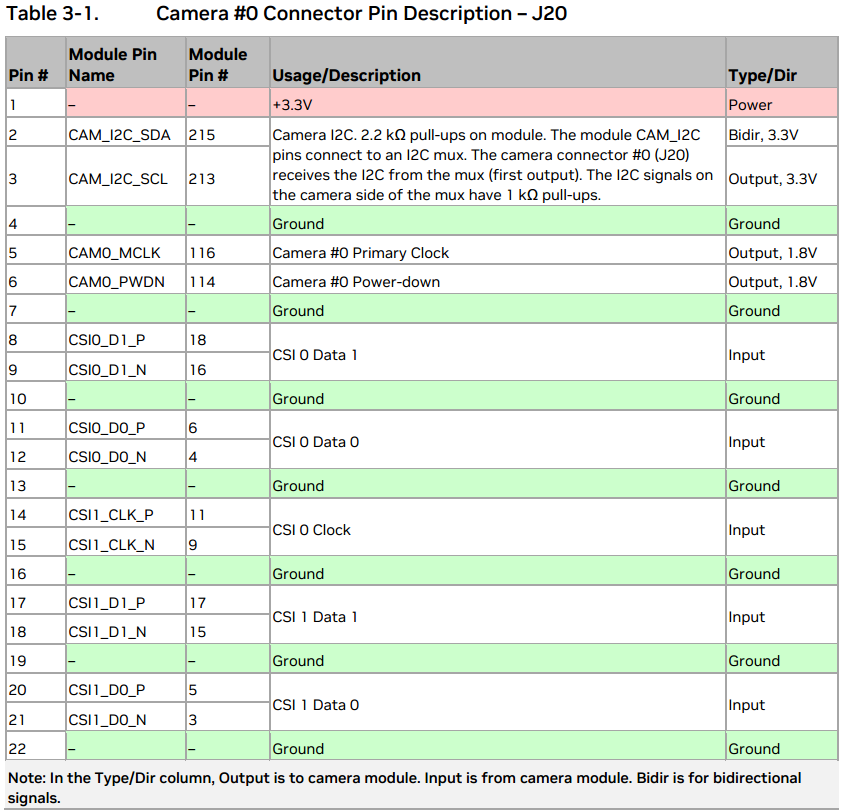 Table 3-1. Camera #0 Connector Pin Description – J20
Pin # Module Pin Name Module Pin # Usage/Description Type/Dir
1 – – +3.3V Power
2 CAM_I2C_SDA 215 Camera I2C. 2.2 kΩ pull-ups on module. The module CAM_I2C Bidir, 3.3V
pins connect to an I2C mux. The camera connector #0 (J20)
3 CAM_I2C_SCL 213 receives the I2C from the mux (first output). The I2C signals on Output, 3.3V
the camera side of the mux have 1 kΩ pull-ups.
4 – – Ground Ground
5 CAM0_MCLK 116 Camera #0 Primary Clock Output, 1.8V
6 CAM0_PWDN 114 Camera #0 Power-down Output, 1.8V
7 – – Ground Ground
8 CSI0_D1_P 18
CSI 0 Data 1 Input
9 CSI0_D1_N 16
10 – – Ground Ground
11 CSI0_D0_P 6
CSI 0 Data 0 Input
12 CSI0_D0_N 4
13 – – Ground Ground
14 CSI1_CLK_P 11
CSI 0 Clock Input
15 CSI1_CLK_N 9
16 – – Ground Ground
17 CSI1_D1_P 17
CSI 1 Data 1 Input
18 CSI1_D1_N 15
19 – – Ground Ground
20 CSI1_D0_P 5
CSI 1 Data 0 Input
21 CSI1_D0_N 3
22 – – Ground Ground
Note: In the Type/Dir column, Output is to camera module. Input is from camera module. Bidir is for bidirectional
signals.